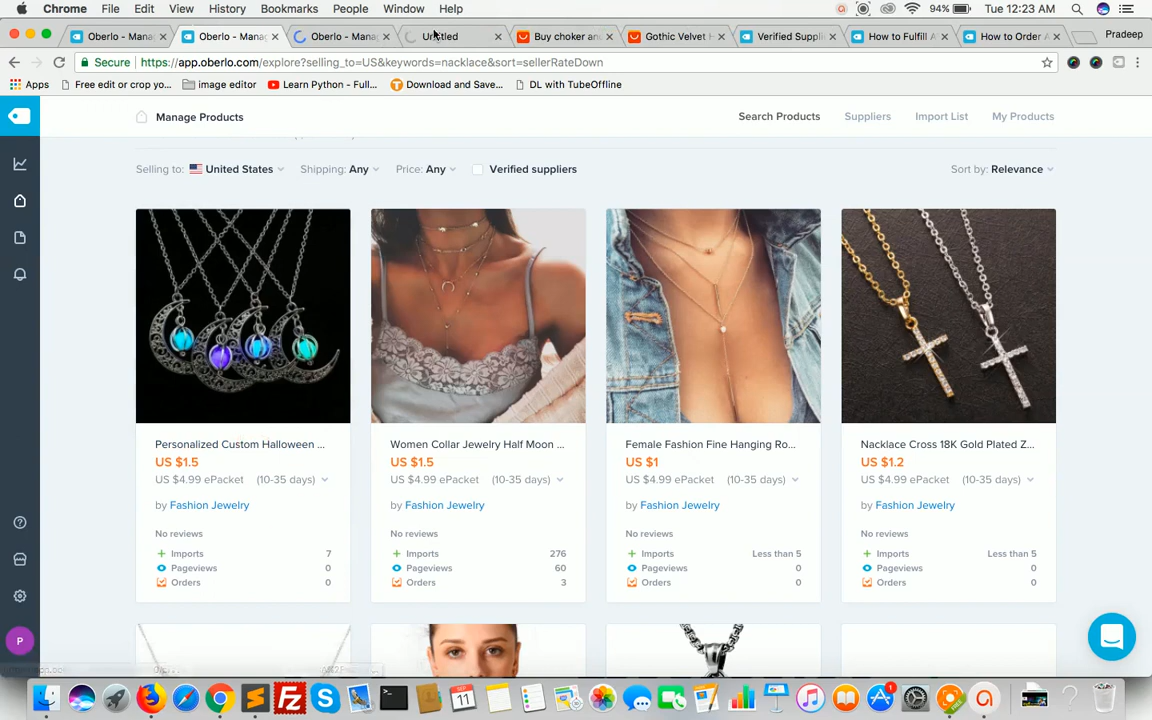 Chrome File Edit View History Bookmarks People Window Help 94% Tue 12:23 AM
Oberlo - Mana Oberlo - Mana Oberlo - Mana Untitled Buy choker and Gothic Velvet H Verified Suppli How to Fulfill A How to Order A Pradeep
Secure https://app.oberlo.com/explore?selling_to=US&keywords=nacklace&sort=sellerRateDown
Apps Free edit or crop yo... image editor Learn Python - Full... Download and Save... DL with TubeOffline
Manage Products Search Products Suppliers Import List My Products
Selling to: United States Shipping: Any Price: Any Verified suppliers Sort by: Relevance
Personalized Custom Halloween ... Women Collar Jewelry Half Moon ... Female Fashion Fine Hanging Ro... Nacklace Cross 18K Gold Plated Z...
US $1.5 US $1.5 US $1 US $1.2
US $4.99 ePacket (10-35 days) US $4.99 ePacket (10-35 days) US $4.99 ePacket (10-35 days) US $4.99 ePacket (10-35 days)
by Fashion Jewelry by Fashion Jewelry by Fashion Jewelry by Fashion Jewelry
No reviews No reviews No reviews No reviews
Imports 7 Imports 276 Imports Less than 5 Imports Less than 5
Pageviews 0 Pageviews 60 Pageviews 0 Pageviews 0
Orders 0 Orders 3 Orders 0 Orders 0
P